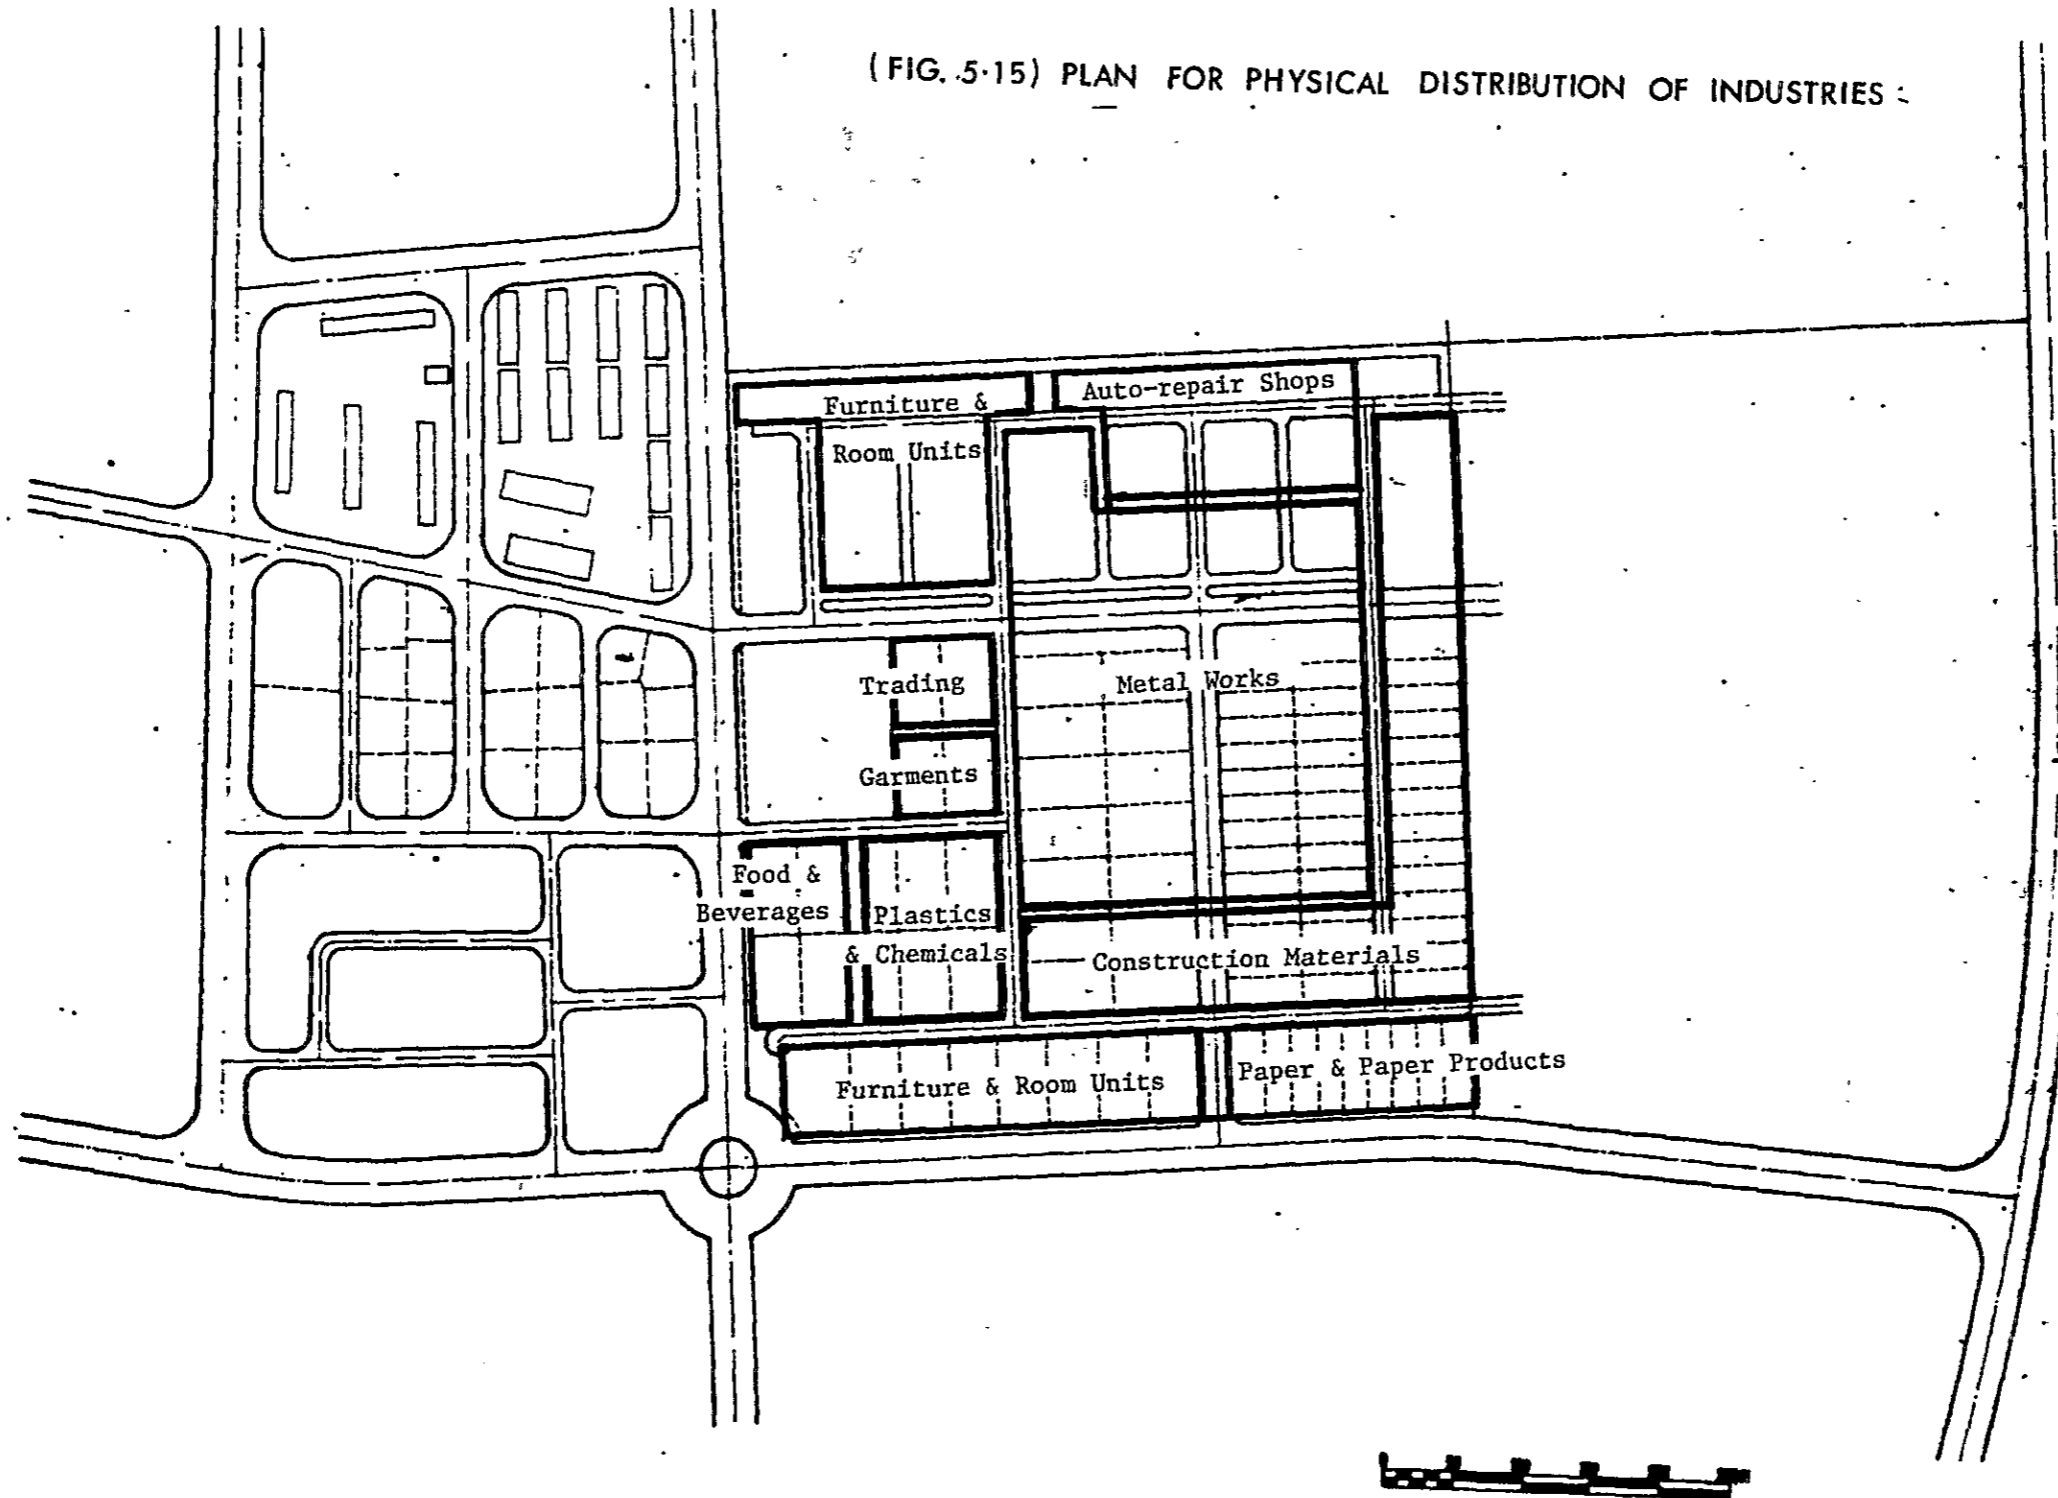 (FIG. 5·15) PLAN FOR PHYSICAL DISTRIBUTION OF INDUSTRIES :
Furniture &
Room Units
Auto-repair Shops
Trading
Metal Works
Garments
Food &
Beverages
Plastics
& Chemicals
Construction Materials
Furniture & Room Units
Paper & Paper Products